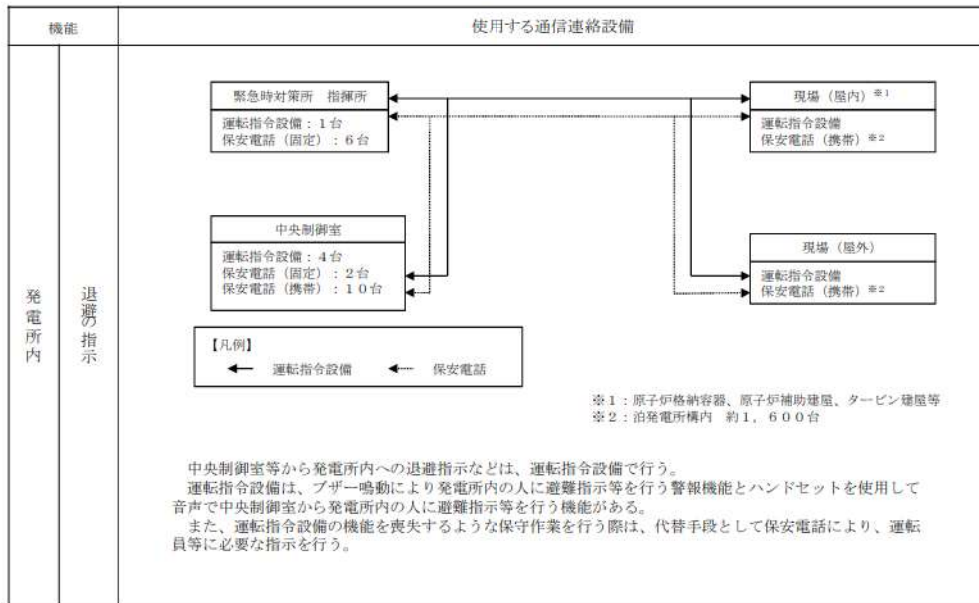 機能
使用する通信連絡設備
発電所内
退避の指示
緊急時対策所 指揮所
運転指令設備：1台
保安電話（固定）：6台
現場（屋内）※1
運転指令設備
保安電話（携帯）※2
中央制御室
運転指令設備：4台
保安電話（固定）：2台
保安電話（携帯）：10台
現場（屋外）
運転指令設備
保安電話（携帯）※2
【凡例】
運転指令設備 保安電話
※1：原子炉格納容器、原子炉補助建屋、タービン建屋等
※2：泊発電所構内 約1，600台
中央制御室等から発電所内への退避指示などは、運転指令設備で行う。
運転指令設備は、ブザー鳴動により発電所内の人に避難指示等を行う警報機能とハンドセットを使用して
音声で中央制御室から発電所内の人に避難指示等を行う機能がある。
また、運転指令設備の機能を喪失するような保守作業を行う際は、代替手段として保安電話により、運転
員等に必要な指示を行う。